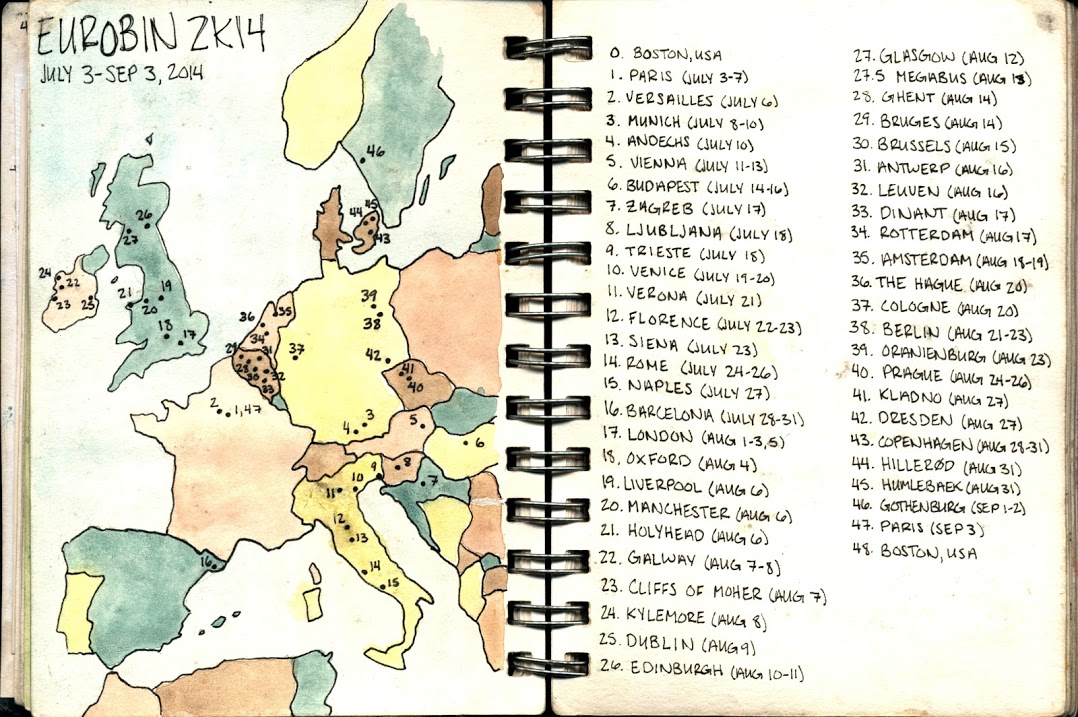 EUROBIN 2K14
JULY 3-SEP 3, 2014
46
45
44
43
26
27
24
22
23
25
21
19
20
18
17
36
35
34
39
38
37
29
31
28
30
32
33
42
41
40
2
1,47
3
4
5
6
9
8
7
10
11
12
13
14
15
16
0. BOSTON, USA
1. PARIS (JULY 3-7)
2. VERSAILLES (JULY 6)
3. MUNICH (JULY 8-10)
4. ANDECHS (JULY 10)
5. VIENNA (JULY 11-13)
6. BUDAPEST (JULY 14-16)
7. ZAGREB (JULY 17)
8. LJUBLJANA (JULY 18)
9. TRIESTE (JULY 18)
10. VENICE (JULY 19-20)
11. VERONA (JULY 21)
12. FLORENCE (JULY 22-23)
13. SIENA (JULY 23)
14. ROME (JULY 24-26)
15. NAPLES (JULY 27)
16. BARCELONA (JULY 28-31)
17. LONDON (AUG 1-3,5)
18. OXFORD (AUG 4)
19. LIVERPOOL (AUG 6)
20. MANCHESTER (AUG 6)
21. HOLYHEAD (AUG 6)
22. GALWAY (AUG 7-8)
23. CLIFFS OF MOHER (AUG 7)
24. KYLEMORE (AUG 8)
25. DUBLIN (AUG 9)
26. EDINBURGH (AUG 10-11)
27. GLASGOW (AUG 12)
27.5 MEGABUS (AUG 13)
28. GHENT (AUG 14)
29. BRUGES (AUG 14)
30. BRUSSELS (AUG 15)
31. ANTWERP (AUG 16)
32. LEUVEN (AUG 16)
33. DINANT (AUG 17)
34. ROTTERDAM (AUG 17)
35. AMSTERDAM (AUG 18-19)
36. THE HAGUE (AUG 20)
37. COLOGNE (AUG 20)
38. BERLIN (AUG 21-23)
39. ORANIENBURG (AUG 23)
40. PRAGUE (AUG 24-26)
41. KLADNO (AUG 27)
42. DRESDEN (AUG 27)
43. COPENHAGEN (AUG 28-31)
44. HILLERØD (AUG 31)
45. HUMLEBAEK (AUG 31)
46. GOTHENBURG (SEP 1-2)
47. PARIS (SEP 3)
48. BOSTON, USA